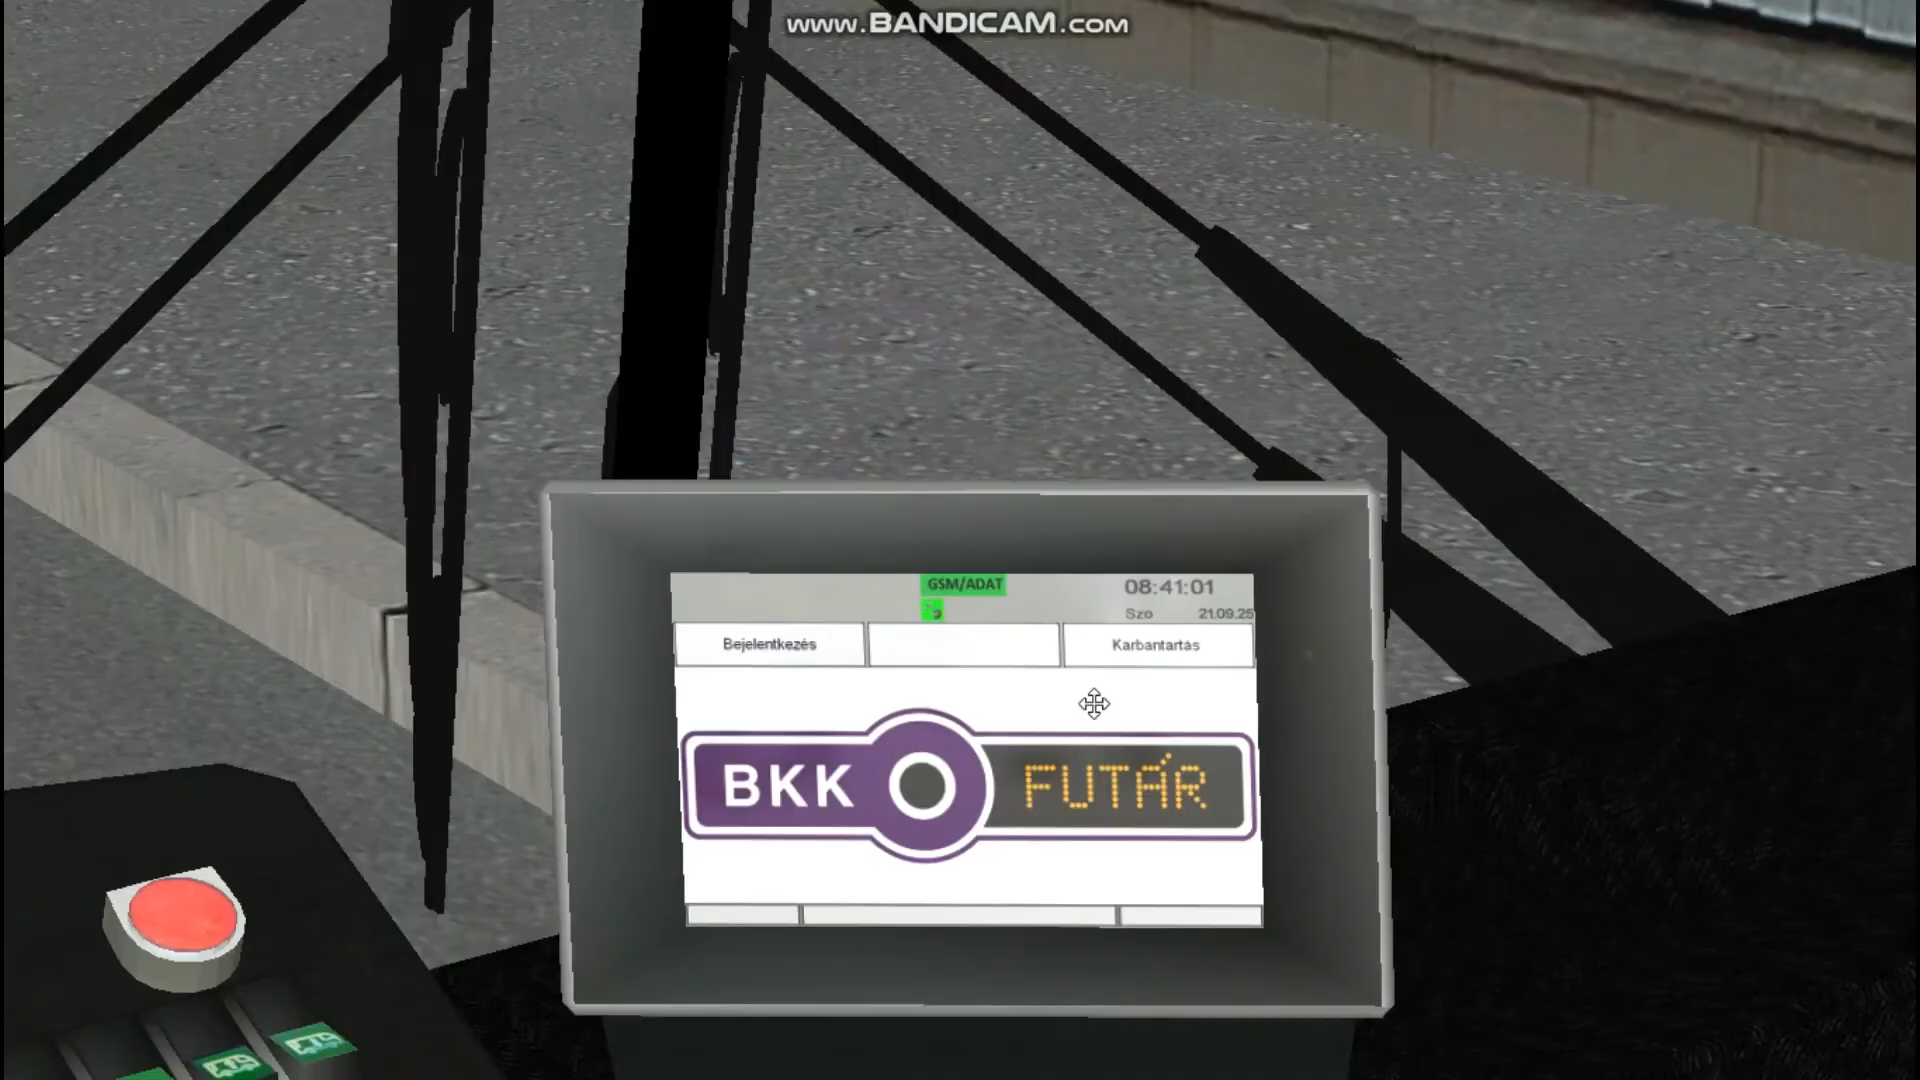 www.BANDICAM.com
GSM/ADAT
08:41:01
Szo 21.09.25
Bejelentkezés
Karbantartás
BKK FUTÁR